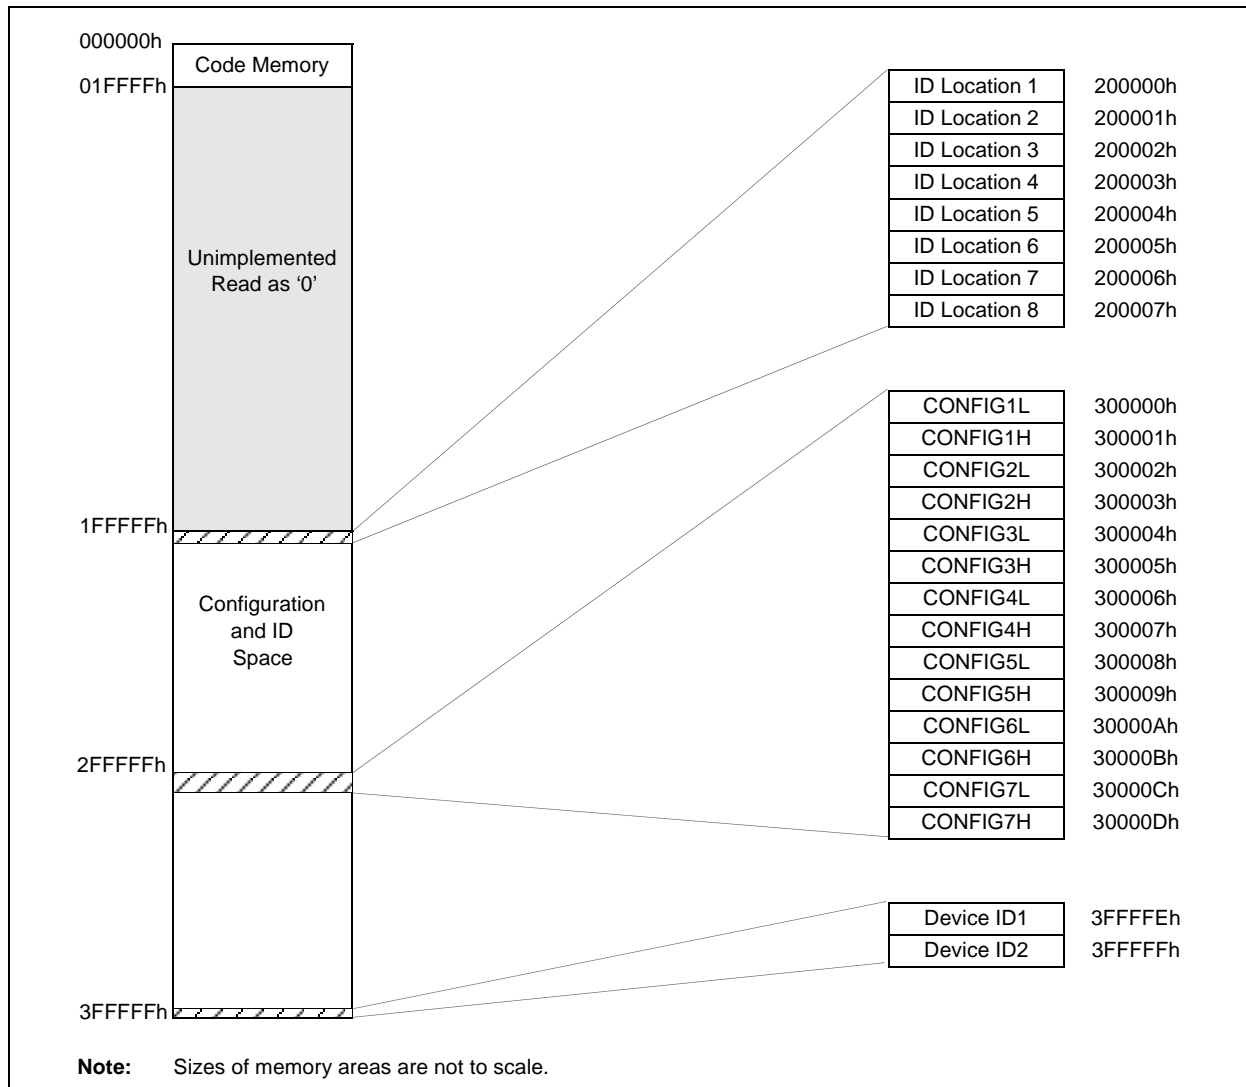 000000h
Code Memory
01FFFFh
Unimplemented
Read as ‘0’
1FFFFFh
Configuration
and ID
Space
2FFFFFh
3FFFFFh
ID Location 1 200000h
ID Location 2 200001h
ID Location 3 200002h
ID Location 4 200003h
ID Location 5 200004h
ID Location 6 200005h
ID Location 7 200006h
ID Location 8 200007h
CONFIG1L 300000h
CONFIG1H 300001h
CONFIG2L 300002h
CONFIG2H 300003h
CONFIG3L 300004h
CONFIG3H 300005h
CONFIG4L 300006h
CONFIG4H 300007h
CONFIG5L 300008h
CONFIG5H 300009h
CONFIG6L 30000Ah
CONFIG6H 30000Bh
CONFIG7L 30000Ch
CONFIG7H 30000Dh
Device ID1 3FFFFEh
Device ID2 3FFFFFh
Note: Sizes of memory areas are not to scale.